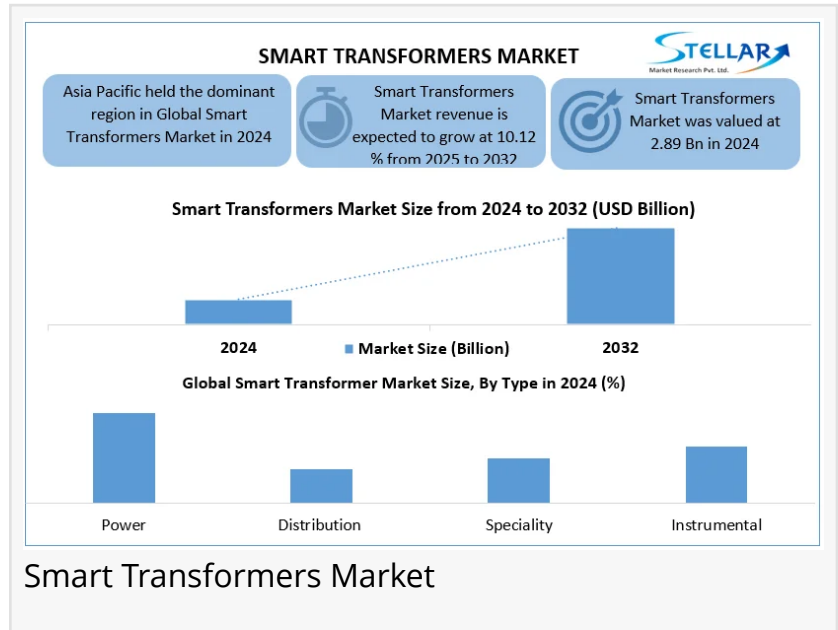 SMART TRANSFORMERS MARKET
STELLAR
Market Research Pvt. Ltd.
Asia Pacific held the dominant
region in Global Smart
Transformers Market in 2024
Smart Transformers
Market revenue is
expected to grow at 10.12
% from 2025 to 2032
Smart Transformers
Market was valued at
2.89 Bn in 2024
Smart Transformers Market Size from 2024 to 2032 (USD Billion)
2024
Market Size (Billion)
2032
Global Smart Transformer Market Size, By Type in 2024 (%)
Power
Distribution
Speciality
Instrumental
Smart Transformers Market